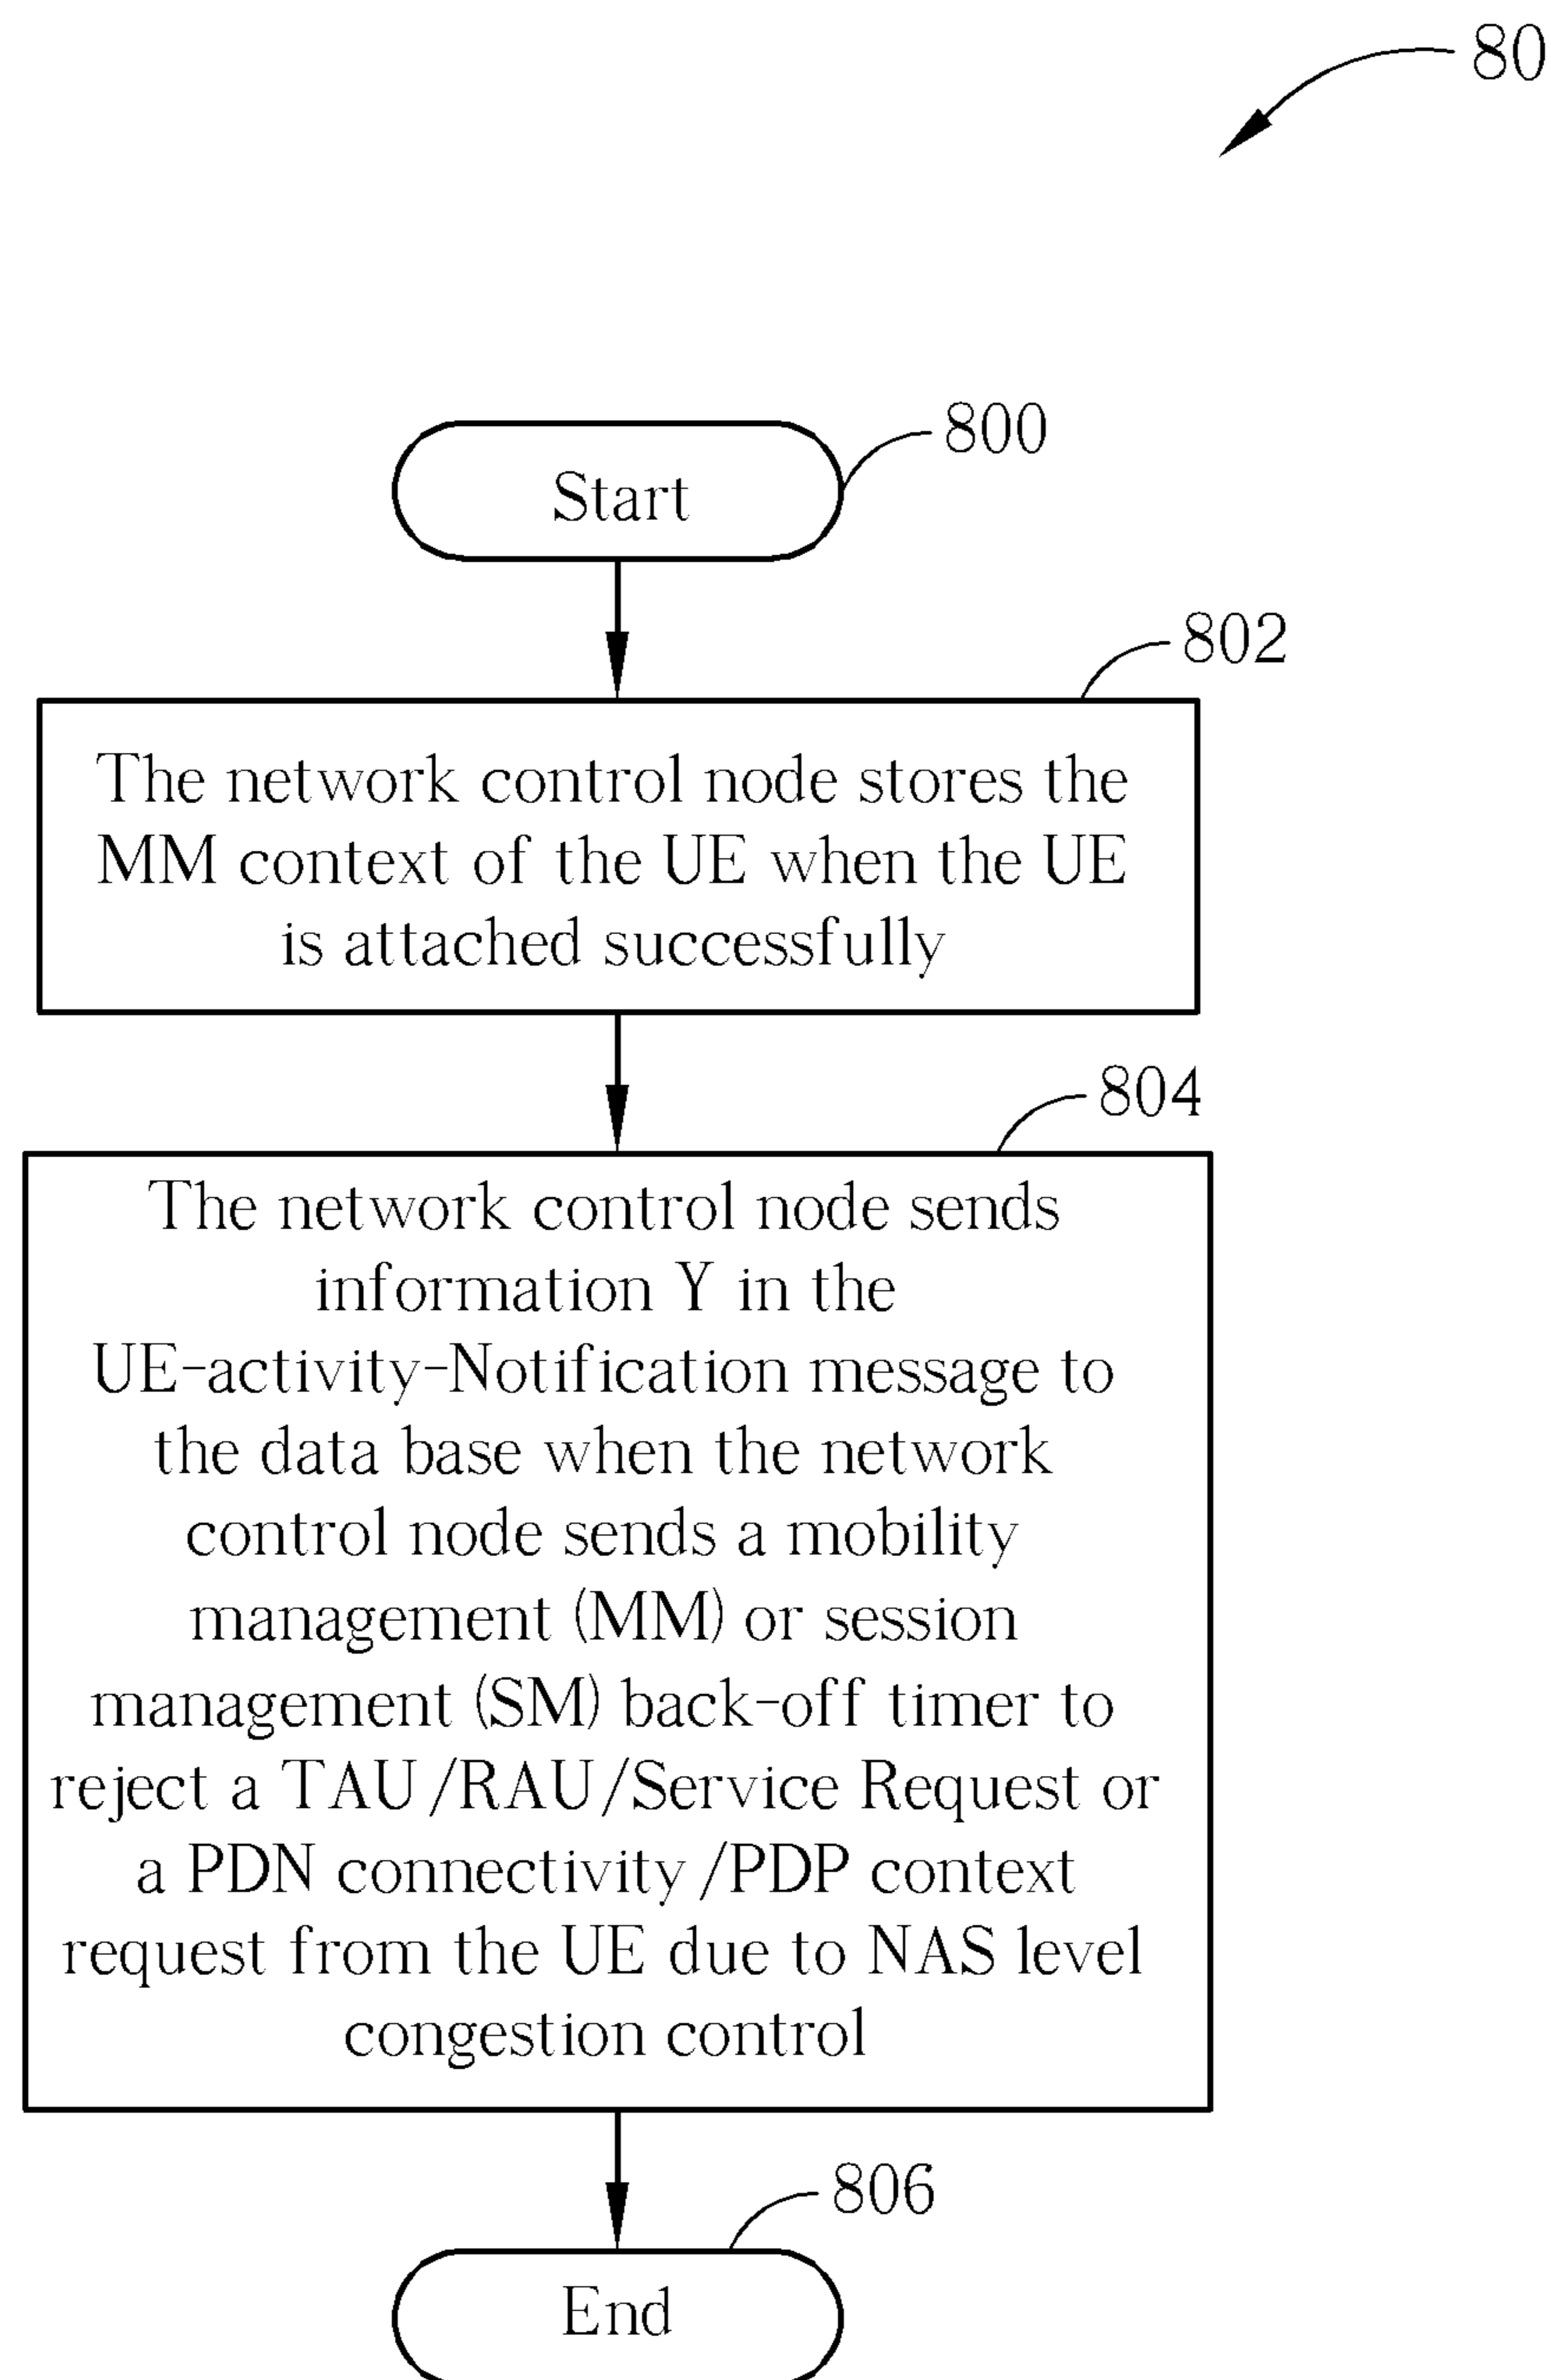 80
800
Start
802
The network control node stores the
MM context of the UE when the UE
is attached successfully
804
The network control node sends
information Y in the
UE-activity-Notification message to
the data base when the network
control node sends a mobility
management (MM) or session
management (SM) back-off timer to
reject a TAU/RAU/Service Request or
a PDN connectivity/PDP context
request from the UE due to NAS level
congestion control
806
End